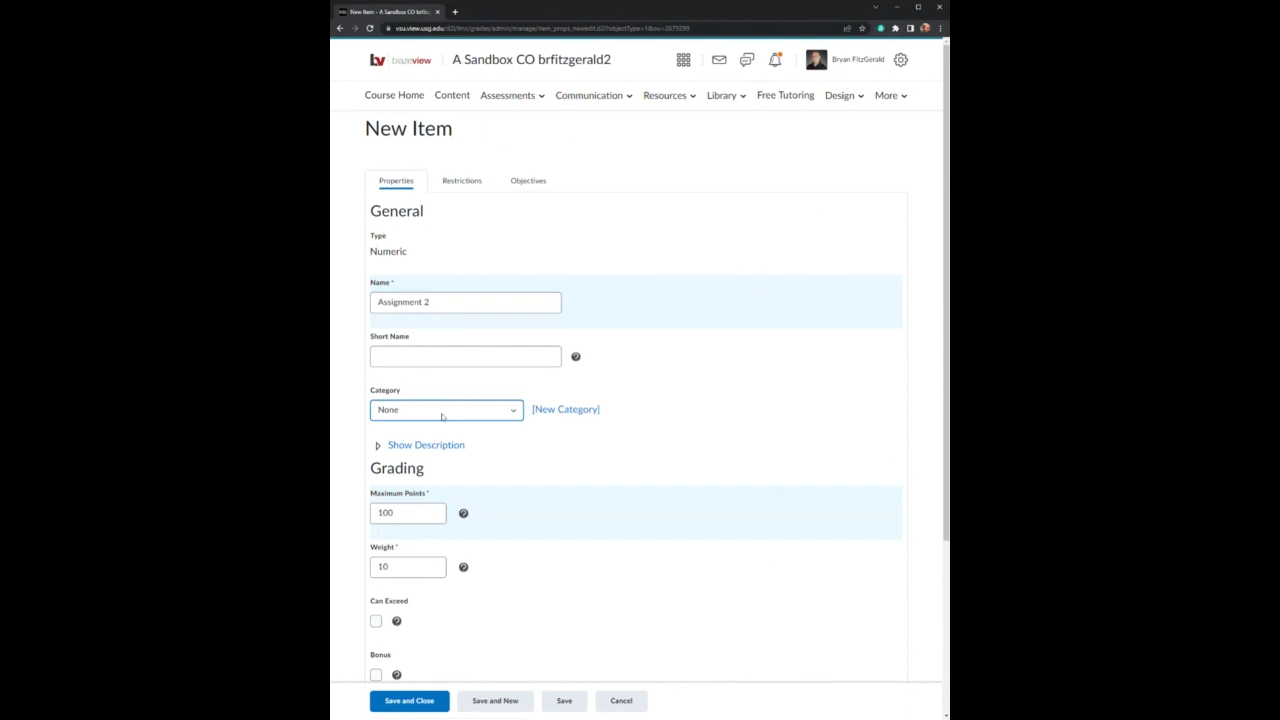 New Item - A Sandbox CO brfitzg
vsu.view.usg.edu/d2l/lms/grades/admin/manage/item_props_newedit.d2l?objectType=1&ou=2675299
blazeview
A Sandbox CO brfitzgerald2
Bryan FitzGerald
Course Home Content Assessments Communication Resources Library Free Tutoring Design More
New Item
Properties Restrictions Objectives
General
Type
Numeric
Name *
Assignment 2
Short Name
Category
None [New Category]
Show Description
Grading
Maximum Points *
100
Weight *
10
Can Exceed
Bonus
Save and Close Save and New Save Cancel